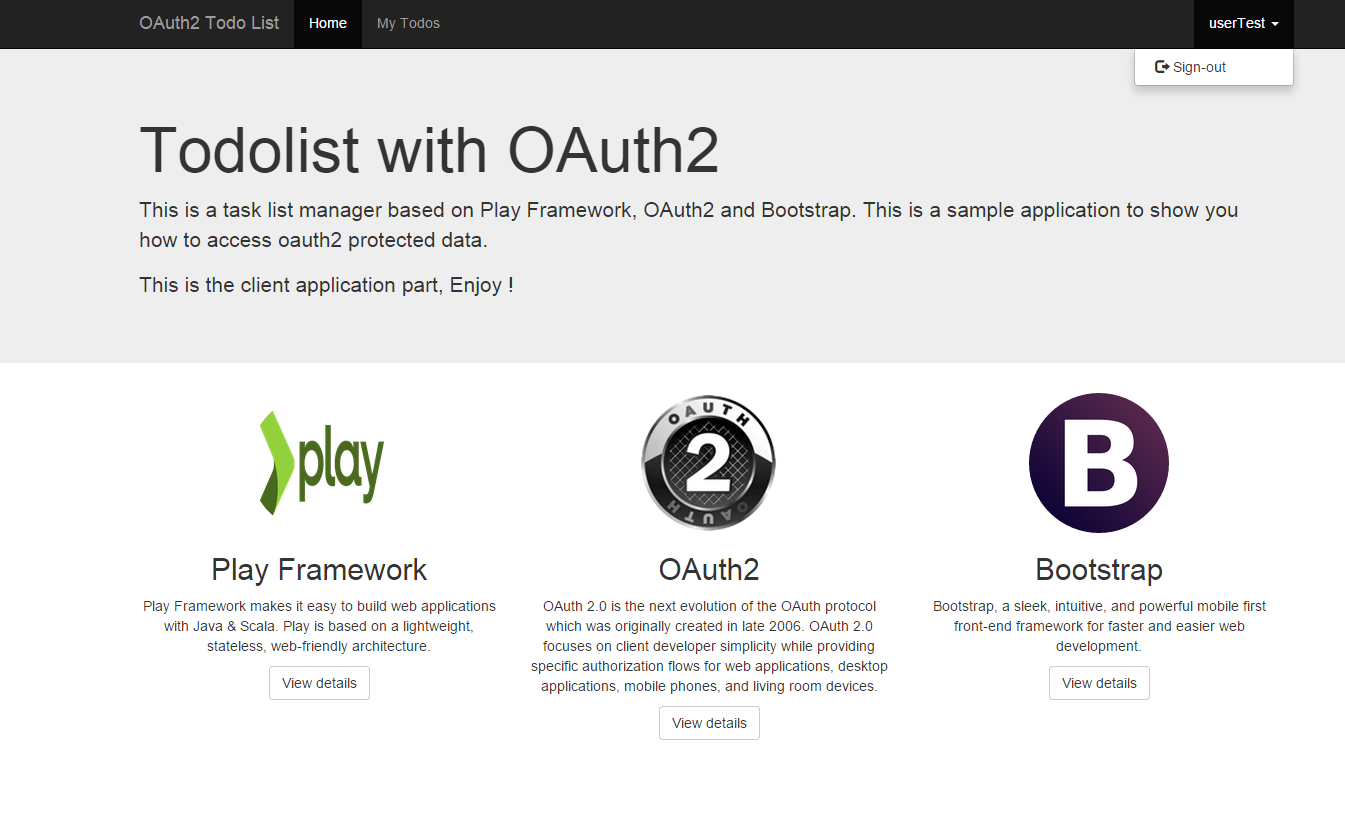 OAuth2 Todo List Home My Todos userTest
Sign-out
Todolist with OAuth2
This is a task list manager based on Play Framework, OAuth2 and Bootstrap. This is a sample application to show you
how to access oauth2 protected data.
This is the client application part, Enjoy !
play
OAUTH
2
OAUTH
B
Play Framework
Play Framework makes it easy to build web applications
with Java & Scala. Play is based on a lightweight,
stateless, web-friendly architecture.
View details
OAuth2
OAuth 2.0 is the next evolution of the OAuth protocol
which was originally created in late 2006. OAuth 2.0
focuses on client developer simplicity while providing
specific authorization flows for web applications, desktop
applications, mobile phones, and living room devices.
View details
Bootstrap
Bootstrap, a sleek, intuitive, and powerful mobile first
front-end framework for faster and easier web
development.
View details